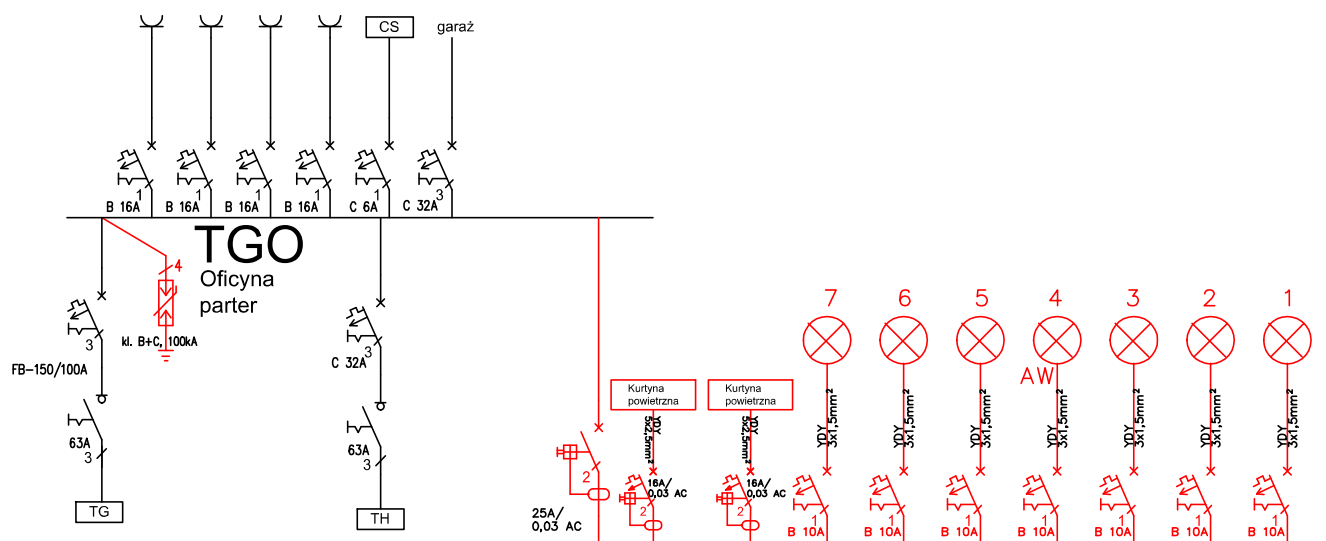 CS
garaż
1
1
1
1
1
3
B 16A
B 16A
B 16A
B 16A
C 6A
C 32A
TGO
Oficyna
parter
4
kl. B+C, 100kA
3
FB-150/100A
63A
3
TG
3
C 32A
63A
3
TH
2
25A/
0,03 AC
Kurtyna
powietrzna
YDY
5x2,5mm²
16A/
0,03 AC
2
Kurtyna
powietrzna
YDY
5x2,5mm²
16A/
0,03 AC
2
7
6
5
4
3
2
1
AW
YDY
3x1,5mm²
YDY
3x1,5mm²
YDY
3x1,5mm²
YDY
3x1,5mm²
YDY
3x1,5mm²
YDY
3x1,5mm²
YDY
3x1,5mm²
1
1
1
1
1
1
1
B 10A
B 10A
B 10A
B 10A
B 10A
B 10A
B 10A